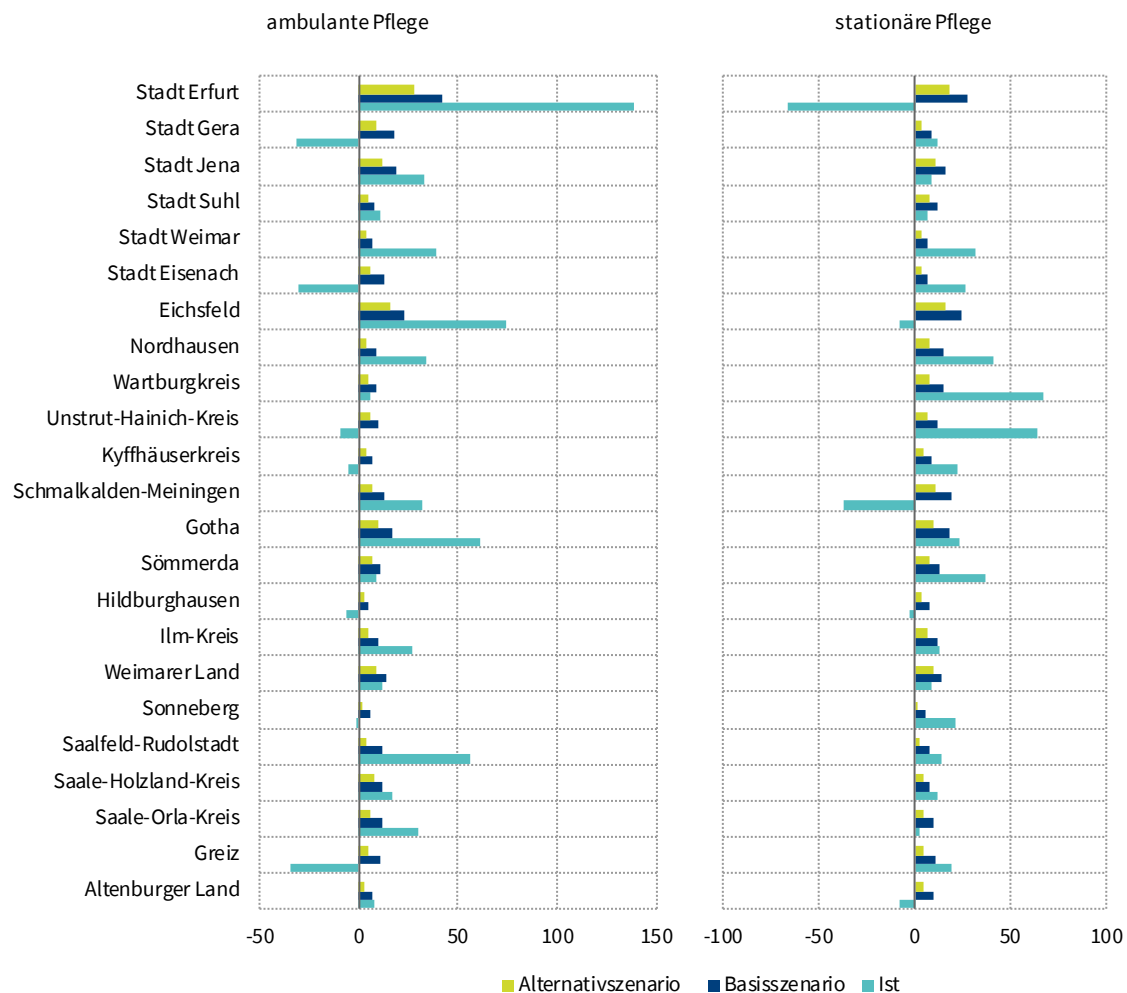 ambulante Pflege
stationäre Pflege
Stadt Erfurt
Stadt Gera
Stadt Jena
Stadt Suhl
Stadt Weimar
Stadt Eisenach
Eichsfeld
Nordhausen
Wartburgkreis
Unstrut-Hainich-Kreis
Kyffhäuserkreis
Schmalkalden-Meiningen
Gotha
Sömmerda
Hildburghausen
Ilm-Kreis
Weimarer Land
Sonneberg
Saalfeld-Rudolstadt
Saale-Holzland-Kreis
Saale-Orla-Kreis
Greiz
Altenburger Land
-50 0 50 100 150
-100 -50 0 50 100
Alternativszenario Basisszenario Ist